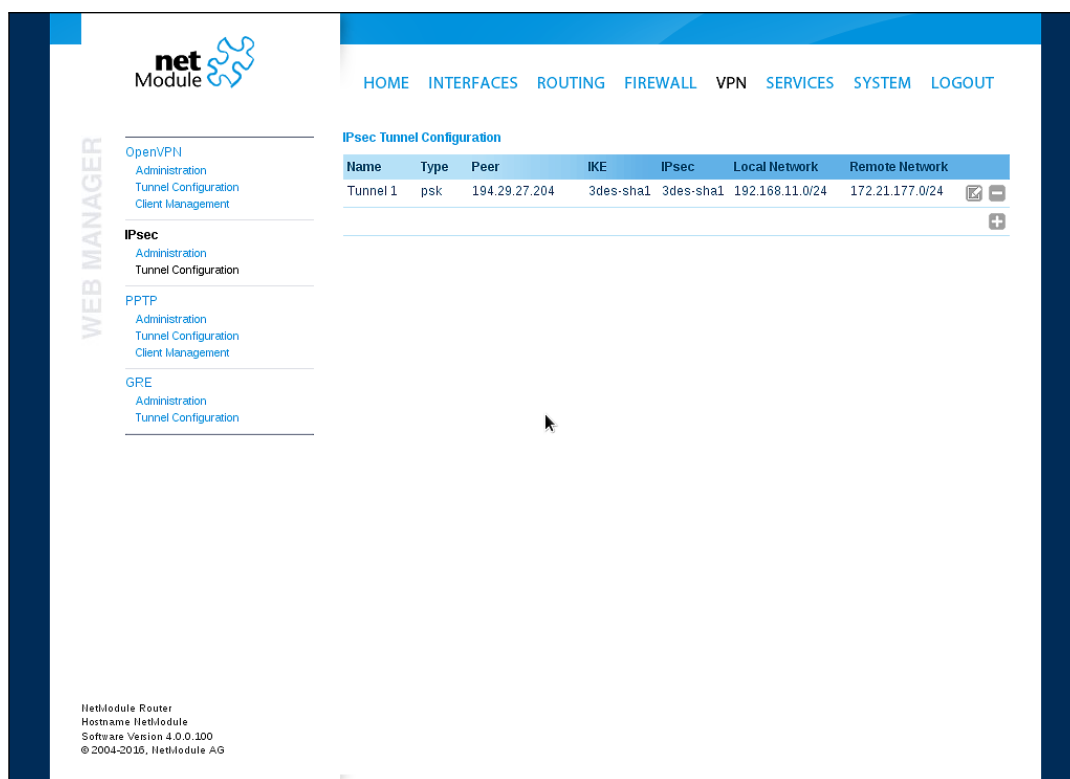 net
Module
HOME INTERFACES ROUTING FIREWALL VPN SERVICES SYSTEM LOGOUT
WEB MANAGER
OpenVPN
Administration
Tunnel Configuration
Client Management
IPsec
Administration
Tunnel Configuration
PPTP
Administration
Tunnel Configuration
Client Management
GRE
Administration
Tunnel Configuration
IPsec Tunnel Configuration
Name Type Peer IKE IPsec Local Network Remote Network
Tunnel 1 psk 194.29.27.204 3des-sha1 3des-sha1 192.168.11.0/24 172.21.177.0/24
NetModule Router
Hostname NetModule
Software Version 4.0.0.100
© 2004-2016, NetModule AG